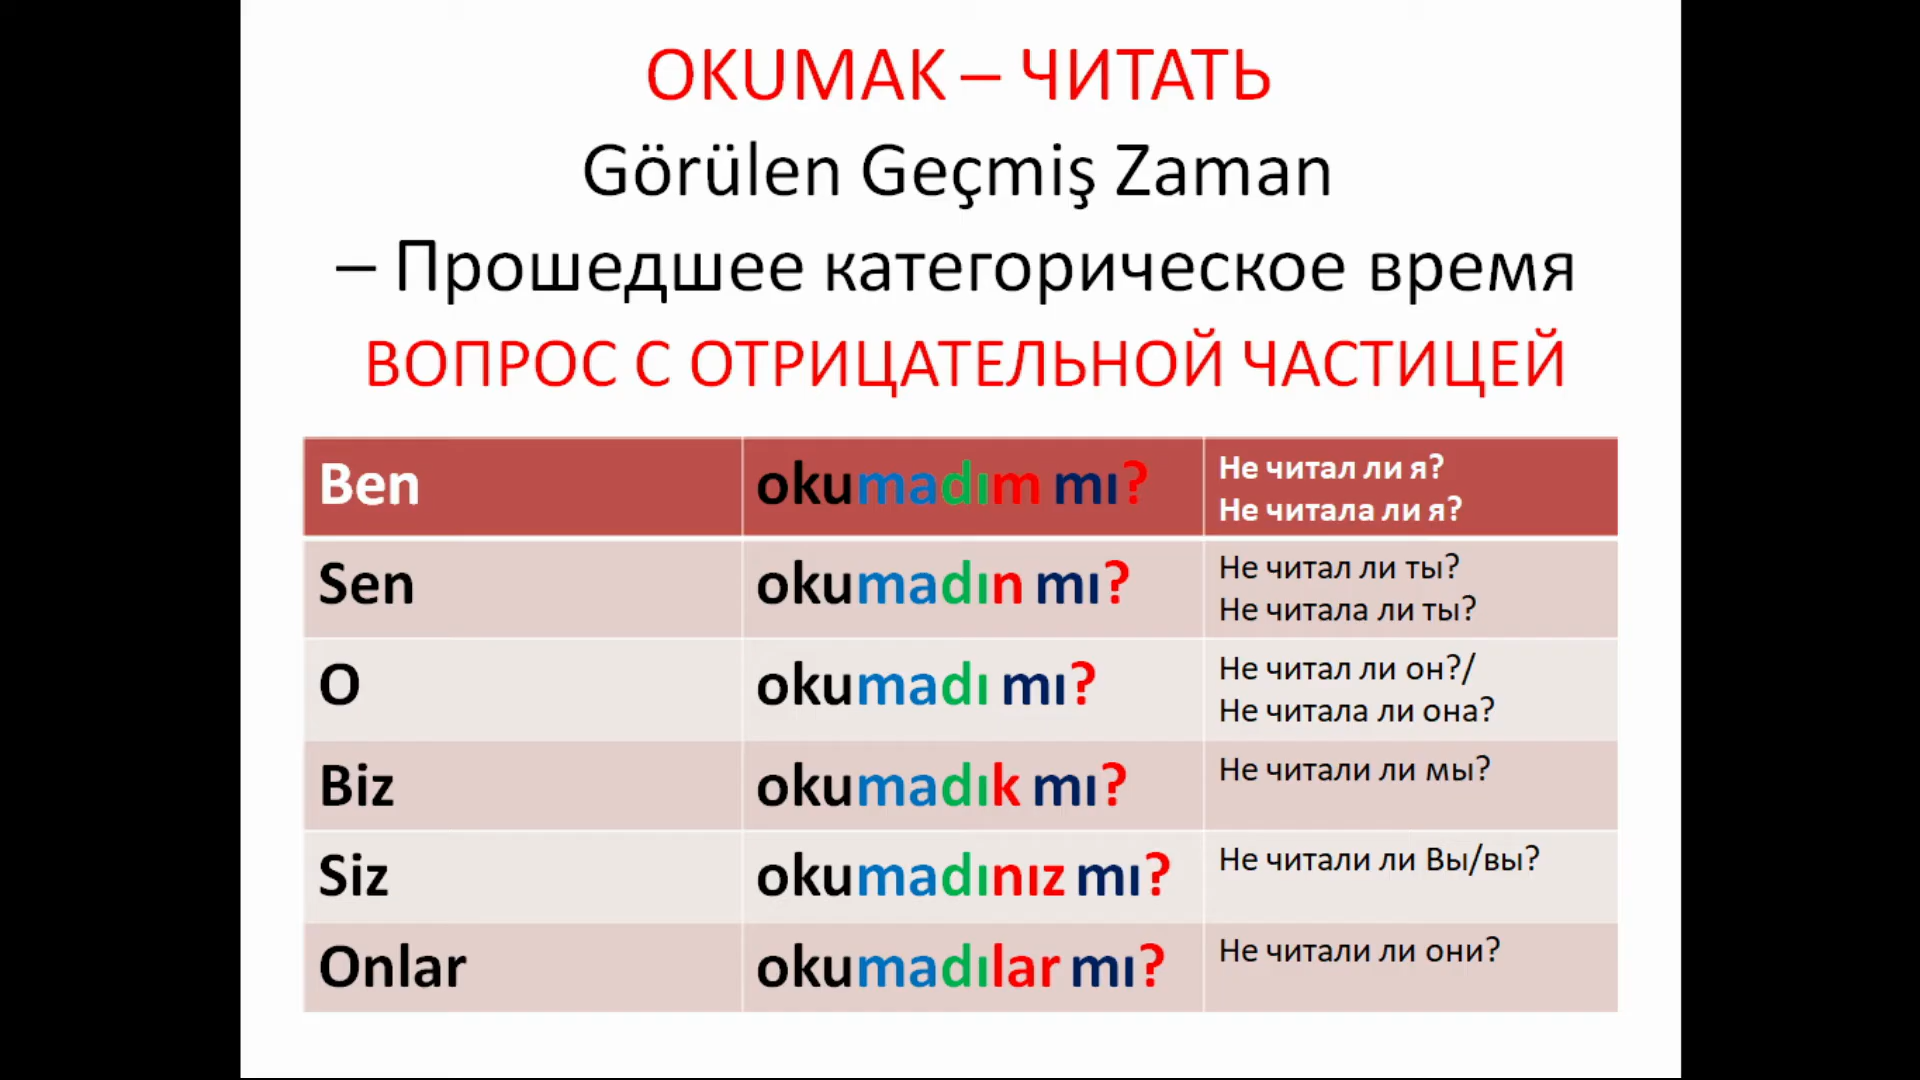 OKUMAK – ЧИТАТЬ
Görülen Geçmiş Zaman
– Прошедшее категорическое время
ВОПРОС С ОТРИЦАТЕЛЬНОЙ ЧАСТИЦЕЙ
Ben okumadım mı? Не читал ли я?
Не читала ли я?
Sen okumadın mı? Не читал ли ты?
Не читала ли ты?
O okumadı mı? Не читал ли он?/
Не читала ли она?
Biz okumadık mı? Не читали ли мы?
Siz okumadınız mı? Не читали ли Вы/вы?
Onlar okumadılar mı? Не читали ли они?